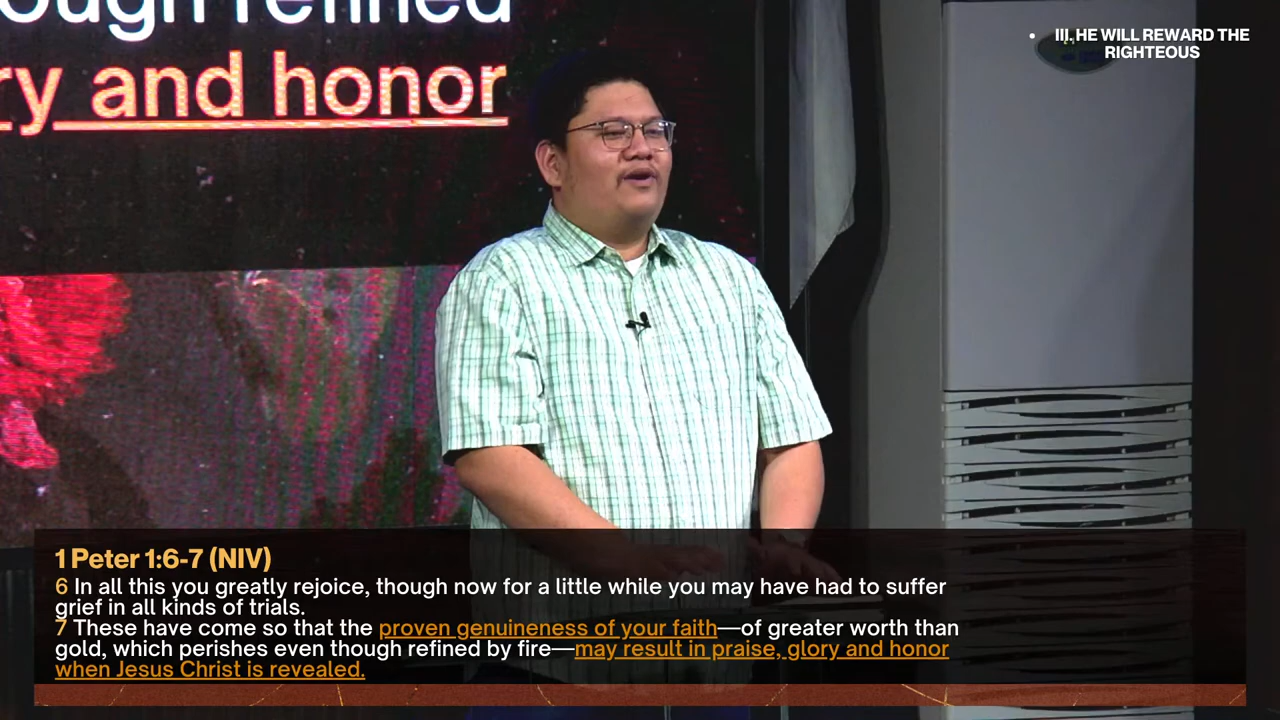 ough refined
ry and honor
• III. HE WILL REWARD THE
RIGHTEOUS
1 Peter 1:6-7 (NIV)
6 In all this you greatly rejoice, though now for a little while you may have had to suffer
grief in all kinds of trials.
7 These have come so that the proven genuineness of your faith—of greater worth than
gold, which perishes even though refined by fire—may result in praise, glory and honor
when Jesus Christ is revealed.